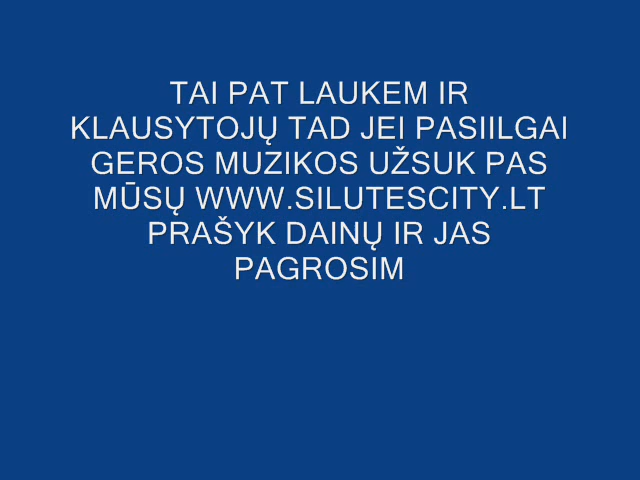 TAI PAT LAUKEM IR
KLAUSYTOJŲ TAD JEI PASIILGAI
GEROS MUZIKOS UŽSUK PAS
MŪSŲ WWW.SILUTESCITY.LT
PRAŠYK DAINŲ IR JAS
PAGROSIM